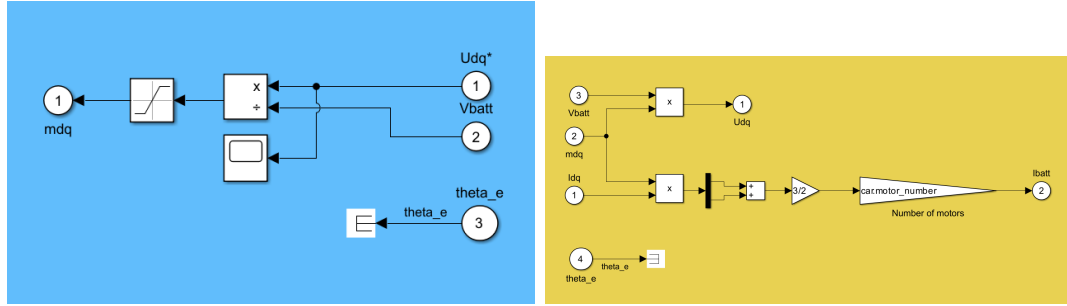 Udq*
1
x
÷
1
mdq
Vbatt
2
theta_e
theta_e
3
3
Vbatt
x
1
Udq
2
mdq
Idq
1
x
+
+
3/2
car.motor_number
Number of motors
Ibatt
2
4
theta_e
theta_e